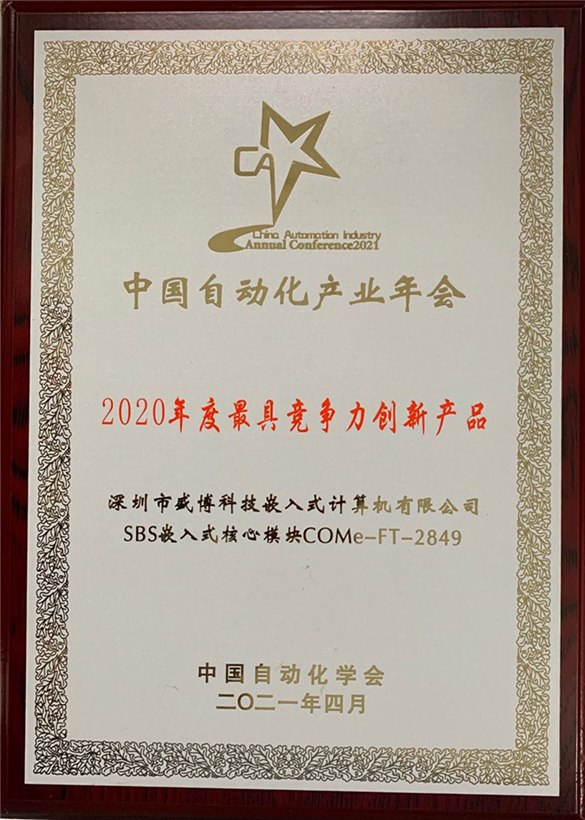 CA
China Automation Industry
Annual Conference2021
中国自动化产业年会
2020年度最具竞争力创新产品
深圳市盛博科技嵌入式计算机有限公司
SBS嵌入式核心模块COMe-FT-2849
中国自动化学会
二〇二一年四月